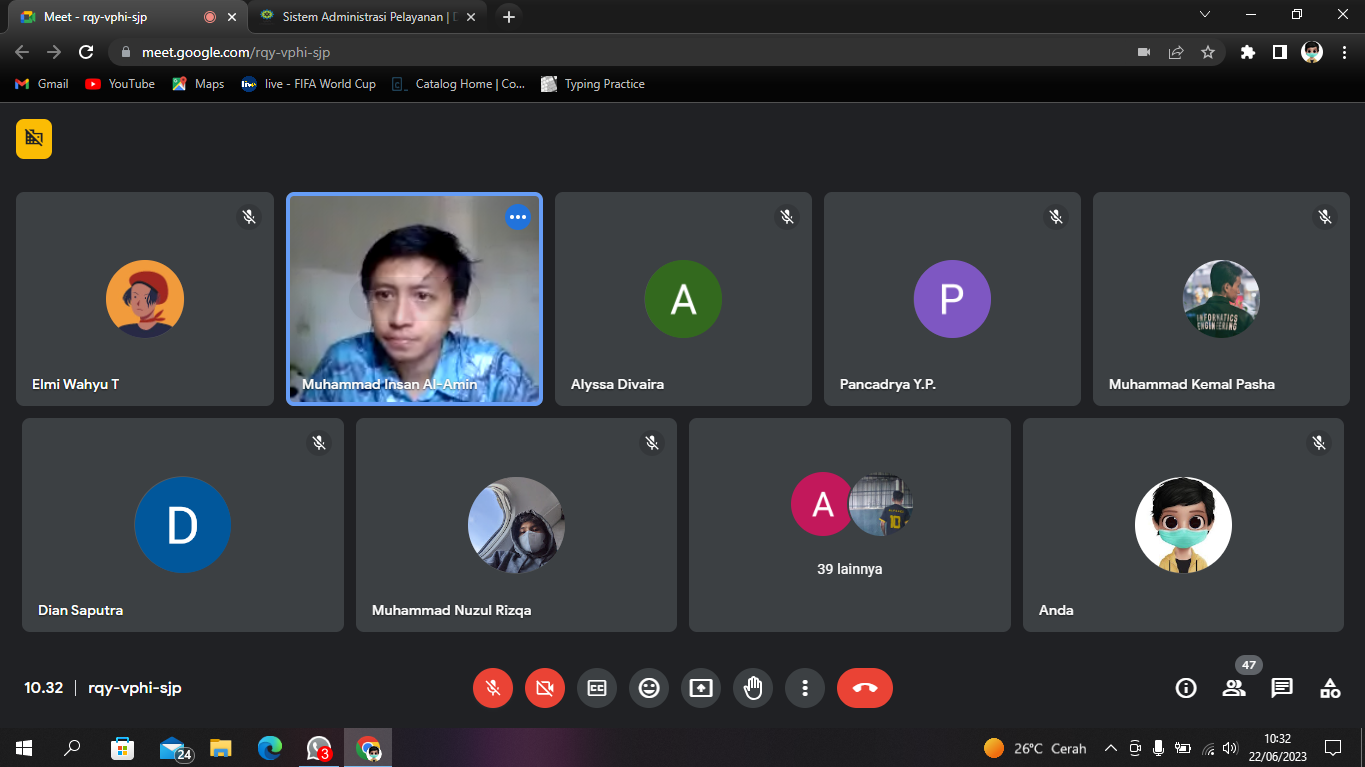 Meet - rqy-vphi-sjp
Sistem Administrasi Pelayanan | D
meet.google.com/rqy-vphi-sjp
Gmail
YouTube
Maps
live - FIFA World Cup
Catalog Home | Co...
Typing Practice
Elmi Wahyu T
Muhammad Insan Al-Amin
A
Alyssa Divaira
P
Pancadrya Y.P.
INFORMATICS
ENGINEERING
Muhammad Kemal Pasha
D
Dian Saputra
Muhammad Nuzul Rizqa
A
10
39 lainnya
Anda
10.32 | rqy-vphi-sjp
47
24
3
26°C Cerah
10:32
22/06/2023